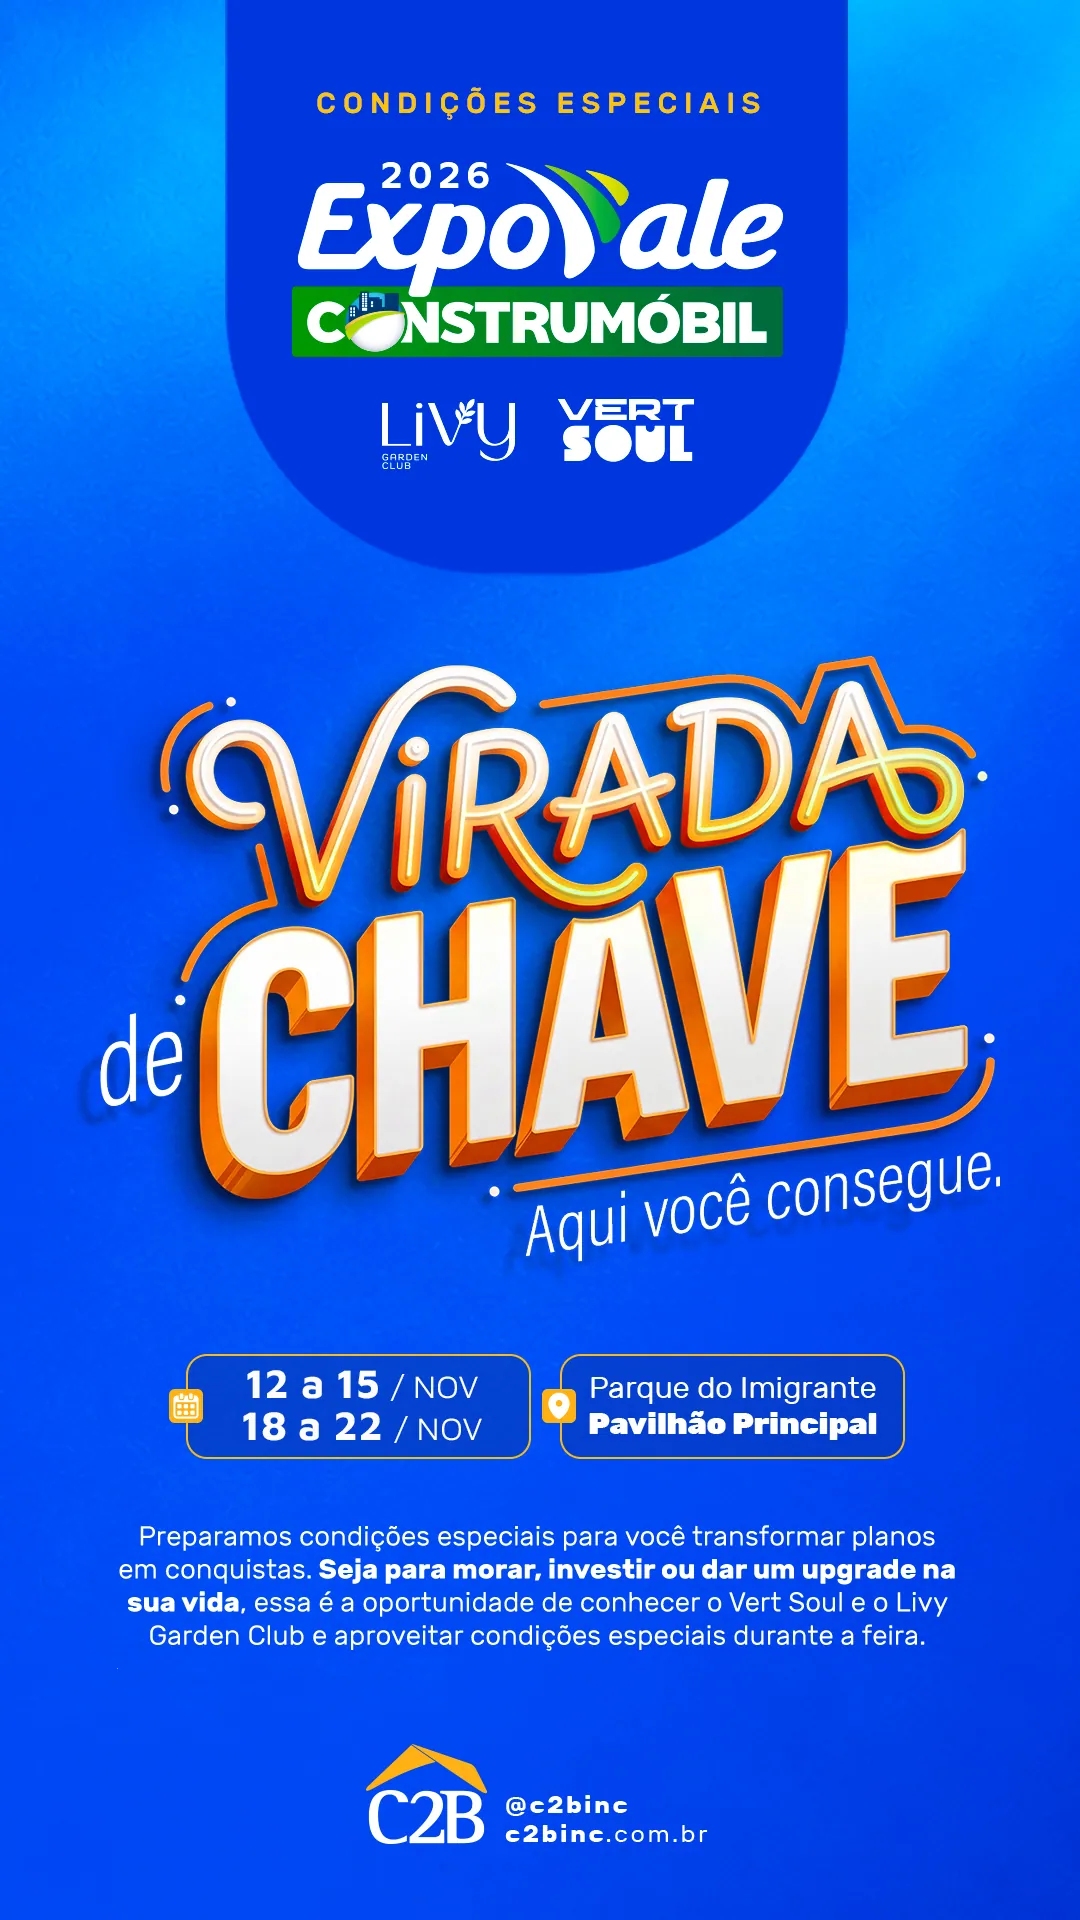 CONDIÇÕES ESPECIAIS
2026
ExpoVale
CONSTRUMÓBIL
LiVy
GARDEN
CLUB
VERT
SOUL
ViRADA
de CHAVE
Aqui você consegue.
12 a 15 / NOV
18 a 22 / NOV
Parque do Imigrante
Pavilhão Principal
Preparamos condições especiais para você transformar planos
em conquistas. Seja para morar, investir ou dar um upgrade na
sua vida, essa é a oportunidade de conhecer o Vert Soul e o Livy
Garden Club e aproveitar condições especiais durante a feira.
C2B
@c2binc
c2binc.com.br